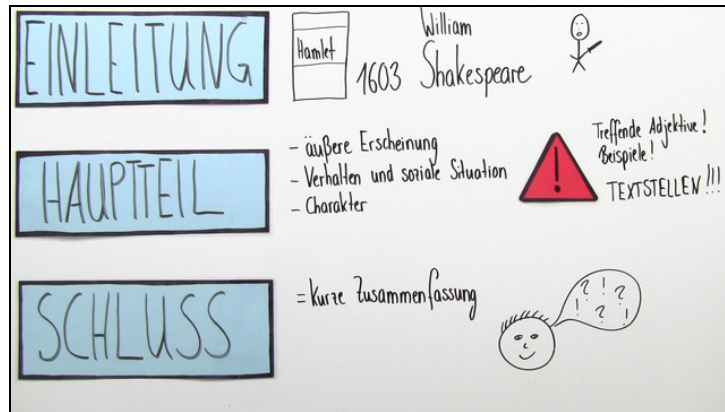 EINLEITUNG
Hamlet
1603
William
Shakespeare
HAUPTTEIL
- äußere Erscheinung
- Verhalten und soziale Situation
- Charakter
!
Treffende Adjektive!
Beispiele!
TEXTSTELLEN!!!
SCHLUSS
= Kurze Zusammenfassung
? ! ?
! ? !